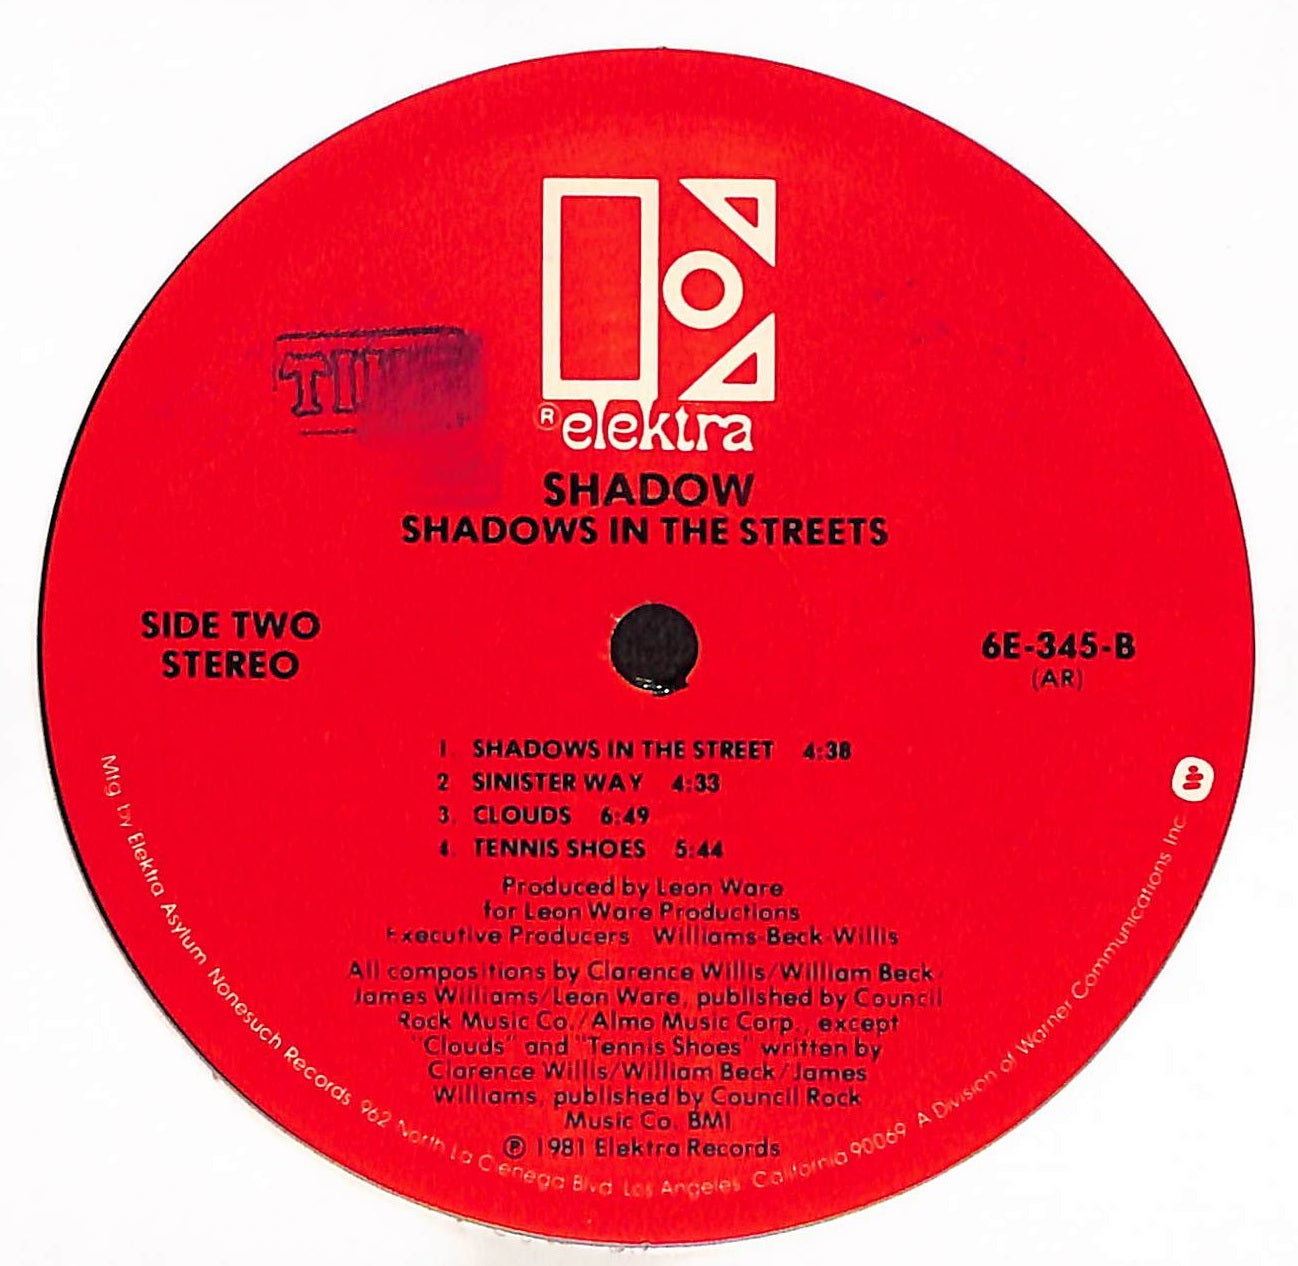 ® elektra
SHADOW
SHADOWS IN THE STREETS
SIDE TWO
STEREO
6E-345-B
(AR)
1. SHADOWS IN THE STREET 4:38
2 SINISTER WAY 4:33
3. CLOUDS 6:49
4. TENNIS SHOES 5:44
Produced by Leon Ware
for Leon Ware Productions
Executive Producers Williams-Beck-Willis
All compositions by Clarence Willis/William Beck/
James Williams/Leon Ware, published by Council
Rock Music Co./Almo Music Corp., except
"Clouds" and "Tennis Shoes" written by
Clarence Willis/William Beck/James
Williams, published by Council Rock
Music Co. BMI
℗ 1981 Elektra Records
Mfg by Elektra Asylum Nonesuch Records 962 North La Cienega Blvd Los Angeles California 90069 A Division of Warner Communications Inc.